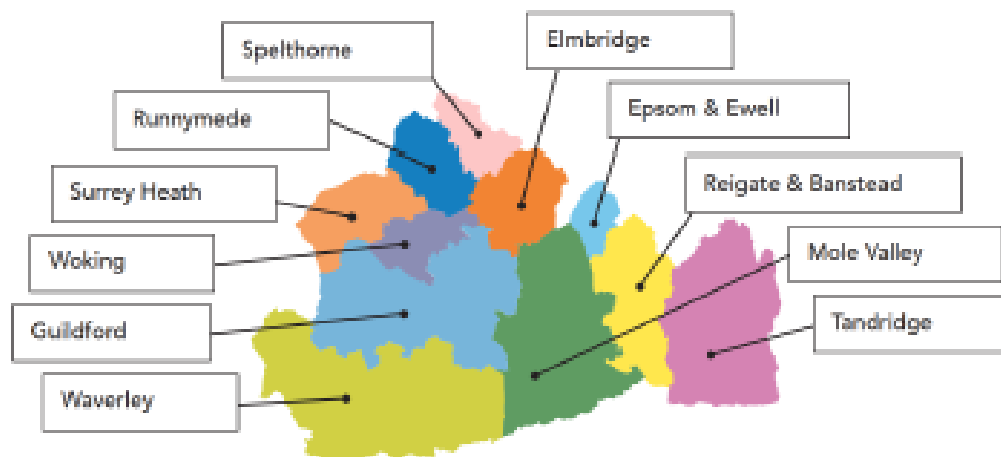 Spelthorne
Elmbridge
Runnymede
Epsom & Ewell
Surrey Heath
Reigate & Banstead
Woking
Mole Valley
Guildford
Tandridge
Waverley